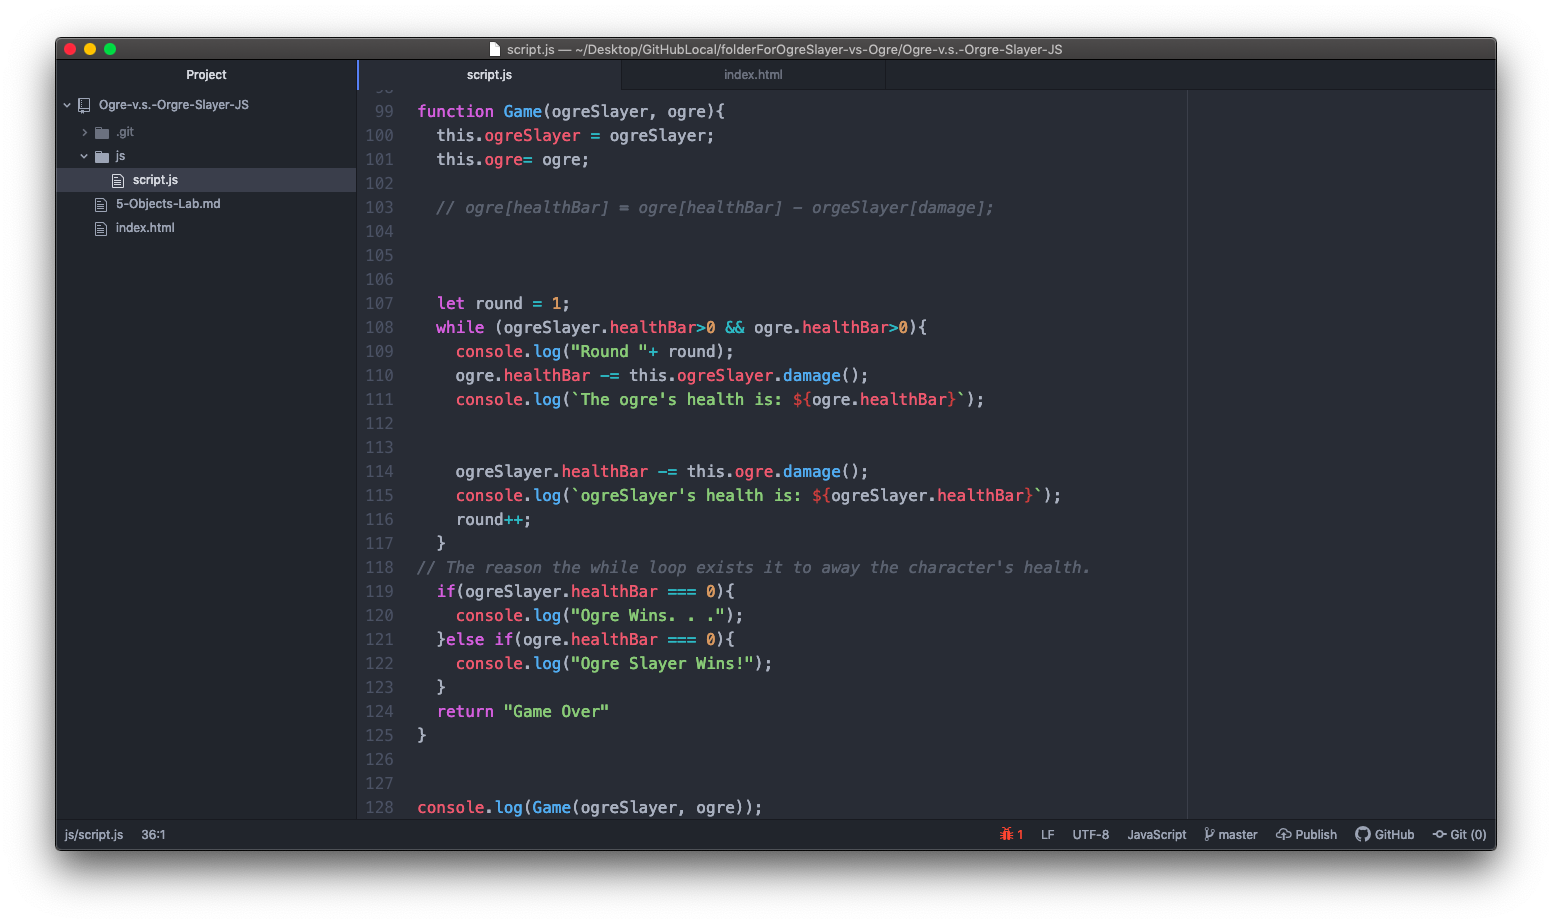 script.js — ~/Desktop/GitHubLocal/folderForOgreSlayer-vs-Ogre/Ogre-v.s.-Orgre-Slayer-JS
Project
Ogre-v.s.-Orgre-Slayer-JS
.git
js
script.js
5-Objects-Lab.md
index.html
script.js
index.html
99 function Game(ogreSlayer, ogre){
100 this.ogreSlayer = ogreSlayer;
101 this.ogre= ogre;
102
103 // ogre[healthBar] = ogre[healthBar] - orgeSlayer[damage];
104
105
106
107 let round = 1;
108 while (ogreSlayer.healthBar>0 && ogre.healthBar>0){
109 console.log("Round "+ round);
110 ogre.healthBar -= this.ogreSlayer.damage();
111 console.log(`The ogre's health is: ${ogre.healthBar}`);
112
113
114 ogreSlayer.healthBar -= this.ogre.damage();
115 console.log(`ogreSlayer's health is: ${ogreSlayer.healthBar}`);
116 round++;
117 }
118 // The reason the while loop exists it to away the character's health.
119 if(ogreSlayer.healthBar === 0){
120 console.log("Ogre Wins. . .");
121 }else if(ogre.healthBar === 0){
122 console.log("Ogre Slayer Wins!");
123 }
124 return "Game Over"
125 }
126
127
128 console.log(Game(ogreSlayer, ogre));
js/script.js 36:1 1 LF UTF-8 JavaScript master Publish GitHub Git (0)